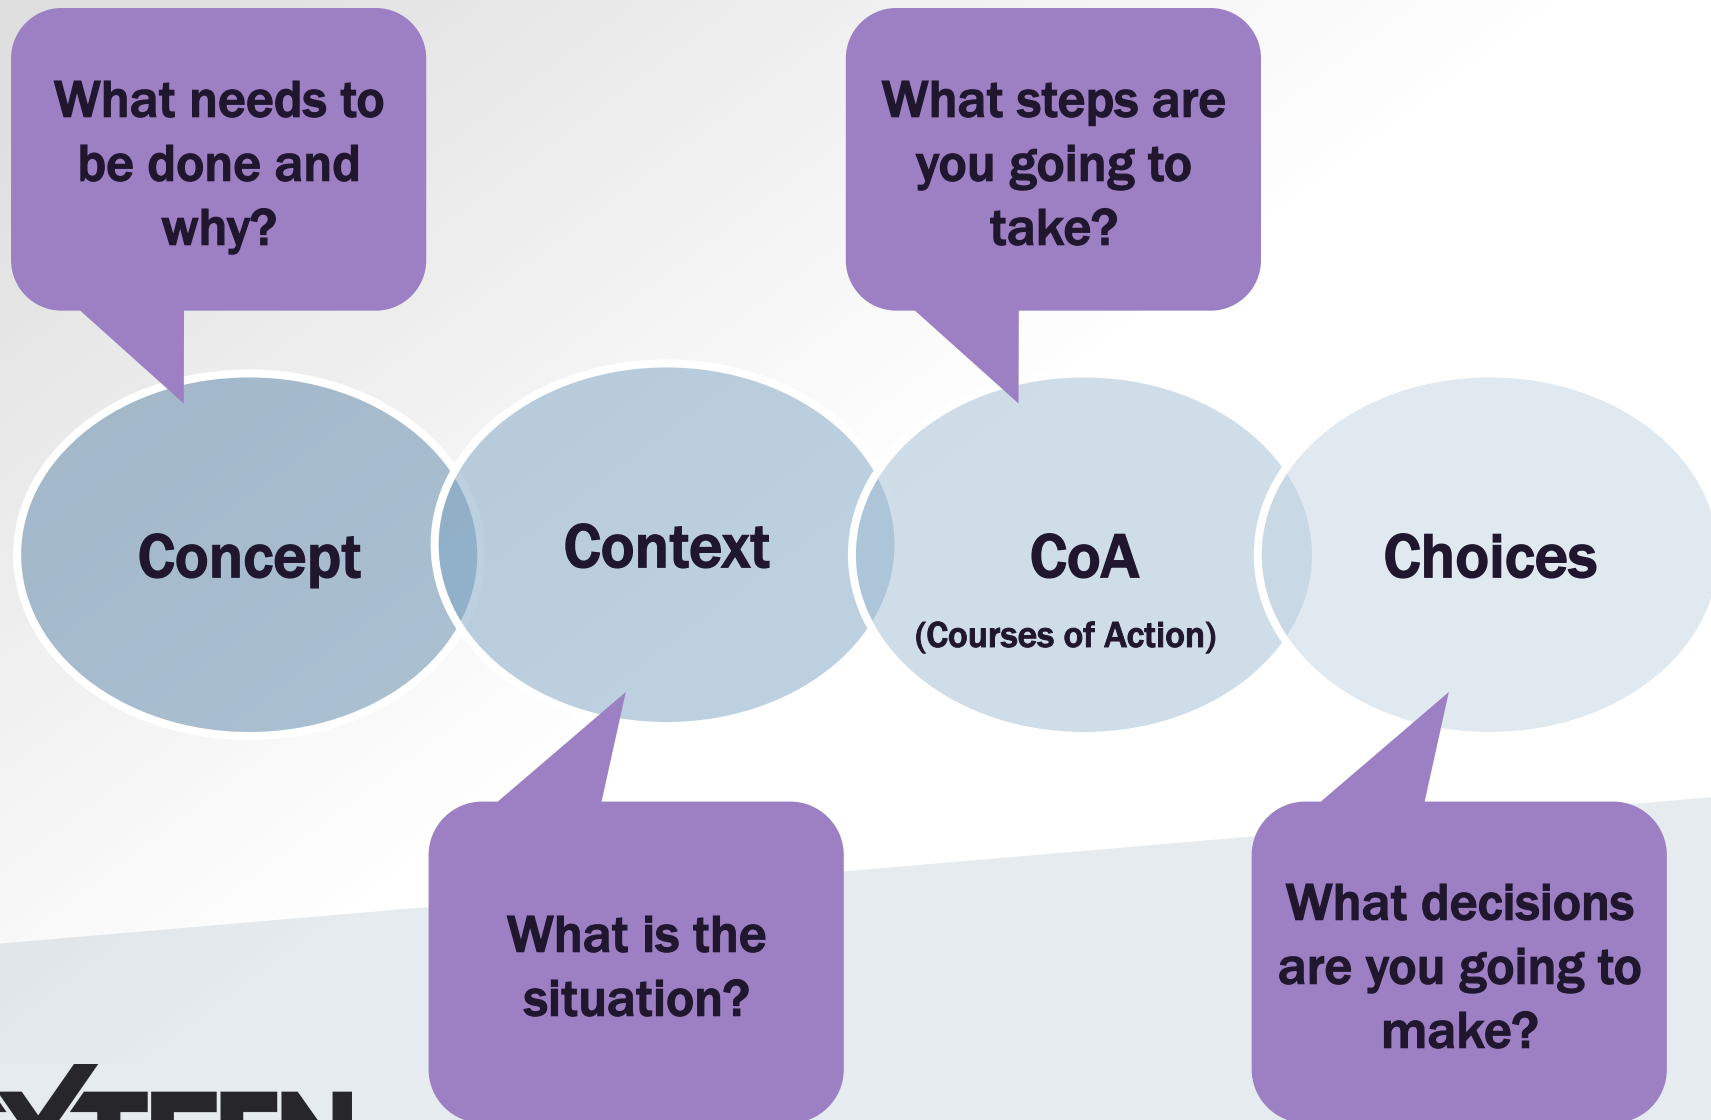 What needs to
be done and
why?
What steps are
you going to
take?
Concept
Context
CoA
(Courses of Action)
Choices
What is the
situation?
What decisions
are you going to
make?